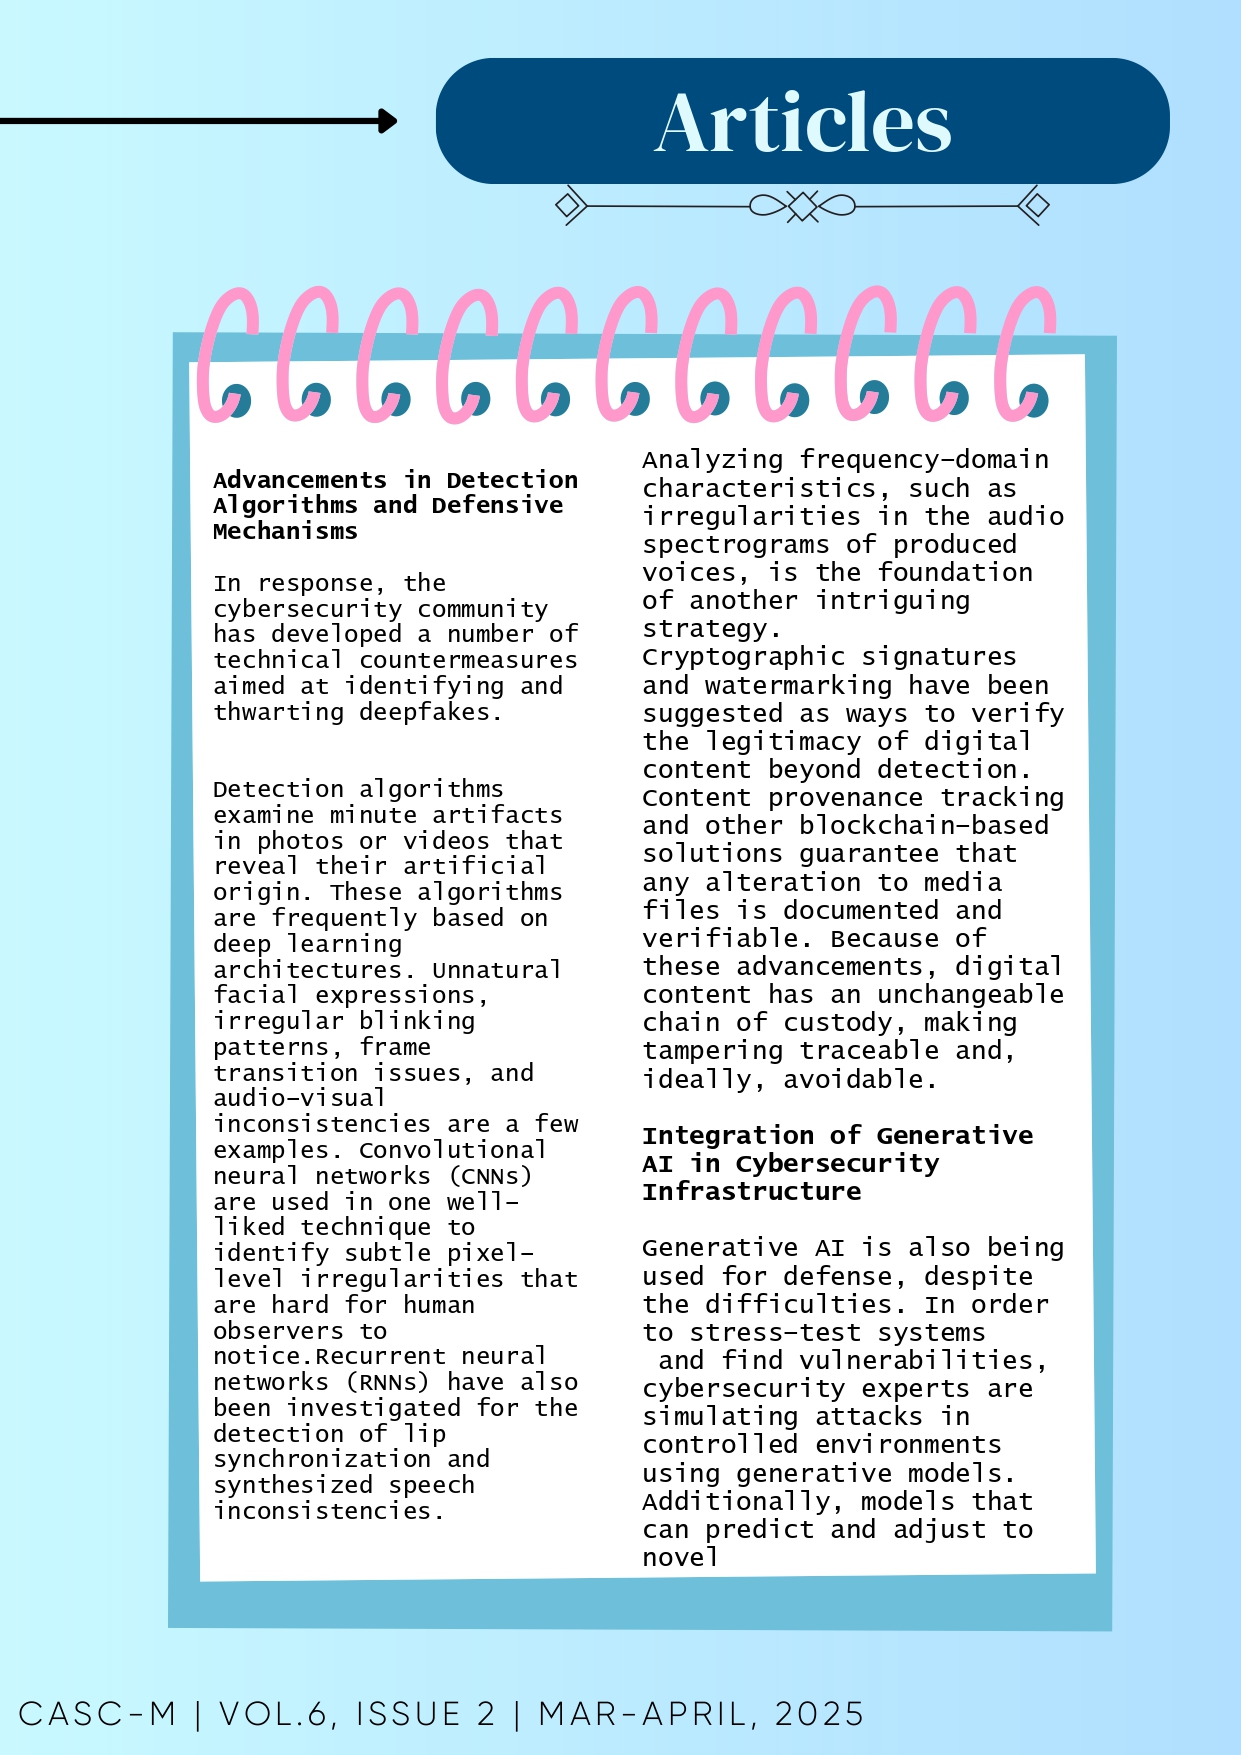 Articles
Advancements in Detection
Algorithms and Defensive
Mechanisms
In response, the
cybersecurity community
has developed a number of
technical countermeasures
aimed at identifying and
thwarting deepfakes.
Detection algorithms
examine minute artifacts
in photos or videos that
reveal their artificial
origin. These algorithms
are frequently based on
deep learning
architectures. Unnatural
facial expressions,
irregular blinking
patterns, frame
transition issues, and
audio-visual
inconsistencies are a few
examples. Convolutional
neural networks (CNNs)
are used in one well-
liked technique to
identify subtle pixel-
level irregularities that
are hard for human
observers to
notice.Recurrent neural
networks (RNNs) have also
been investigated for the
detection of lip
synchronization and
synthesized speech
inconsistencies.
Analyzing frequency-domain
characteristics, such as
irregularities in the audio
spectrograms of produced
voices, is the foundation
of another intriguing
strategy.
Cryptographic signatures
and watermarking have been
suggested as ways to verify
the legitimacy of digital
content beyond detection.
Content provenance tracking
and other blockchain-based
solutions guarantee that
any alteration to media
files is documented and
verifiable. Because of
these advancements, digital
content has an unchangeable
chain of custody, making
tampering traceable and,
ideally, avoidable.
Integration of Generative
AI in Cybersecurity
Infrastructure
Generative AI is also being
used for defense, despite
the difficulties. In order
to stress-test systems
and find vulnerabilities,
cybersecurity experts are
simulating attacks in
controlled environments
using generative models.
Additionally, models that
can predict and adjust to
novel
CASC-M | VOL.6, ISSUE 2 | MAR-APRIL, 2025